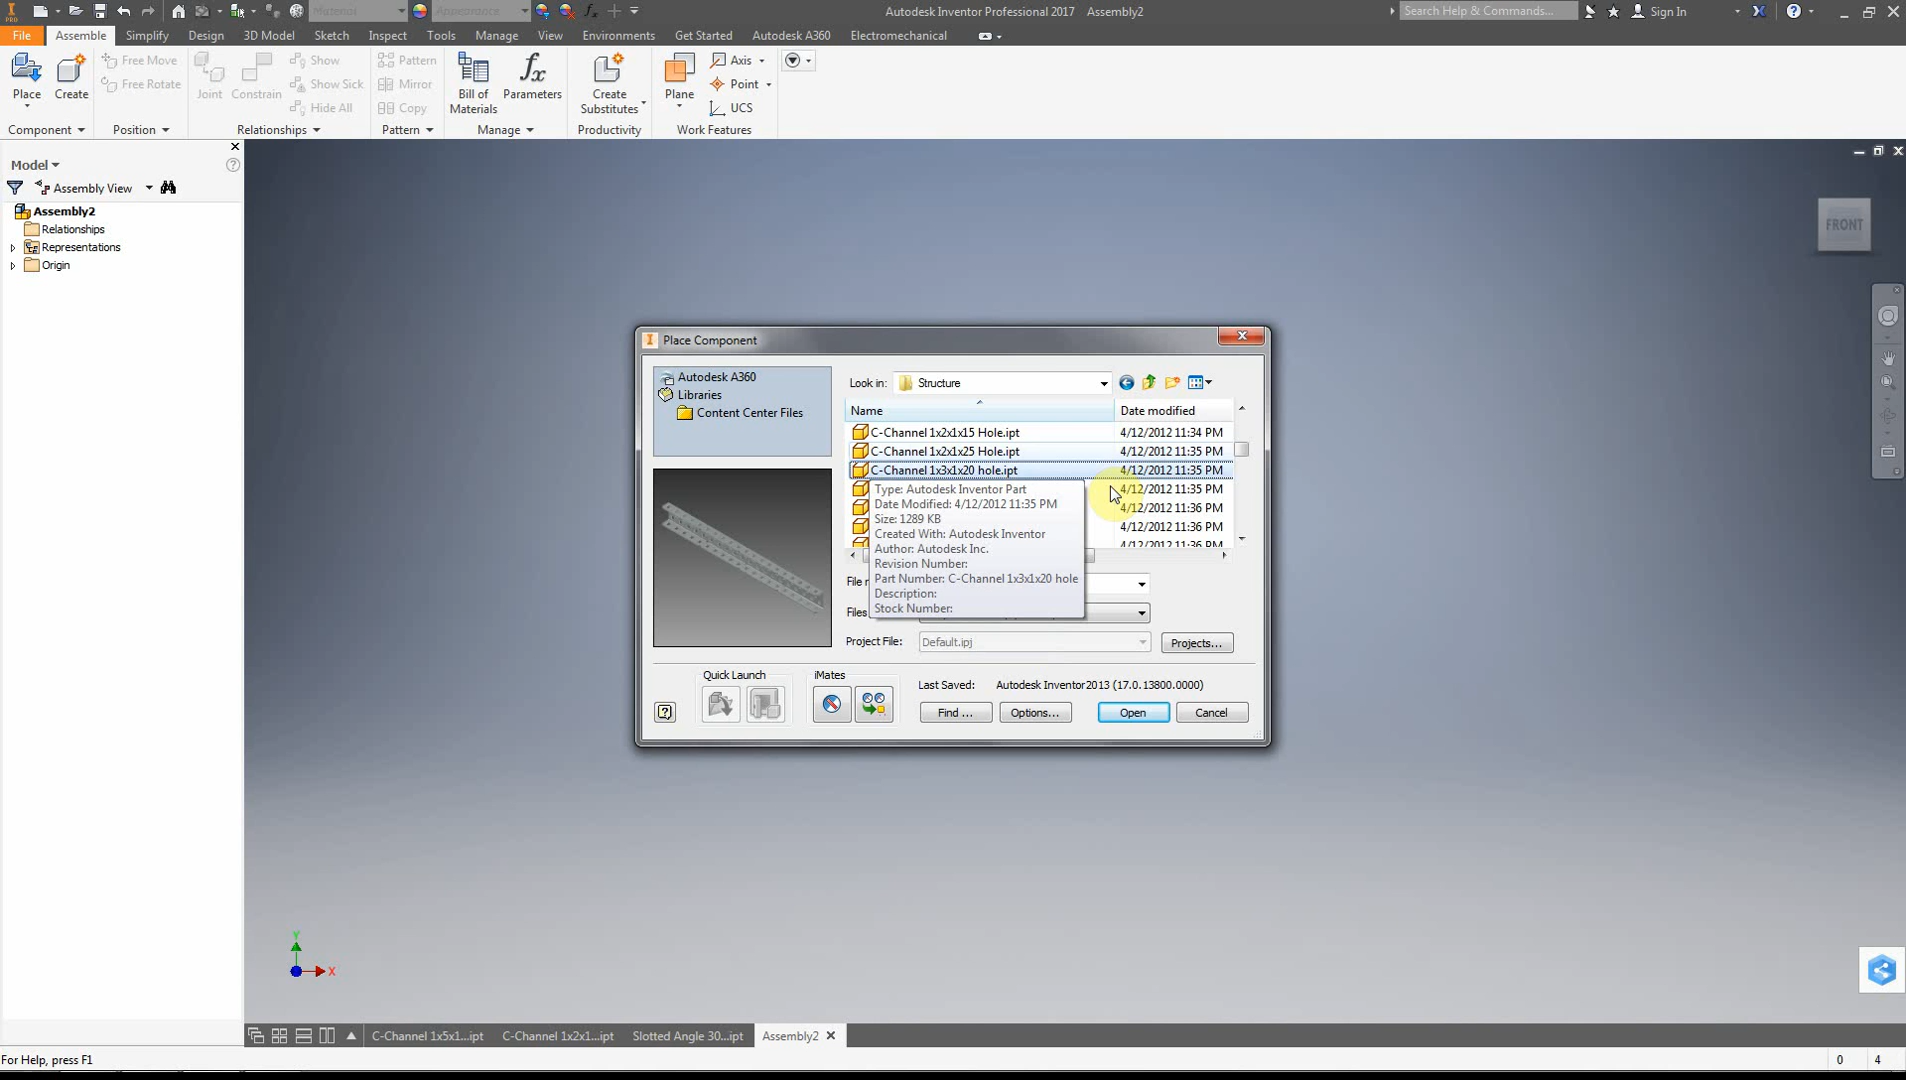 PRO
Material
Appearance
Autodesk Inventor Professional 2017 Assembly2
Search Help & Commands...
Sign In
File Assemble Simplify Design 3D Model Sketch Inspect Tools Manage View Environments Get Started Autodesk A360 Electromechanical
Place
Create
Free Move
Free Rotate
Joint
Constrain
Show
Show Sick
Hide All
Pattern
Mirror
Copy
Bill of
Materials
Parameters
Create
Substitutes
Plane
Axis
Point
UCS
Component Position Relationships Pattern Manage Productivity Work Features
Model
Assembly View
Assembly2
Relationships
Representations
Origin
FRONT
Place Component
Autodesk A360
Libraries
Content Center Files
Look in: Structure
Name Date modified
C-Channel 1x2x1x15 Hole.ipt 4/12/2012 11:34 PM
C-Channel 1x2x1x25 Hole.ipt 4/12/2012 11:35 PM
C-Channel 1x3x1x20 hole.ipt 4/12/2012 11:35 PM
4/12/2012 11:35 PM
4/12/2012 11:36 PM
4/12/2012 11:36 PM
4/12/2012 11:36 PM
Type: Autodesk Inventor Part
Date Modified: 4/12/2012 11:35 PM
Size: 1289 KB
Created With: Autodesk Inventor
Author: Autodesk Inc.
Revision Number:
Part Number: C-Channel 1x3x1x20 hole
Description:
Stock Number:
File
Files
Project File: Default.ipj Projects...
Quick Launch iMates
Last Saved: Autodesk Inventor2013 (17.0.13800.0000)
Find ... Options... Open Cancel
Y
X
C-Channel 1x5x1...ipt C-Channel 1x2x1...ipt Slotted Angle 30...ipt Assembly2
For Help, press F1
0 4